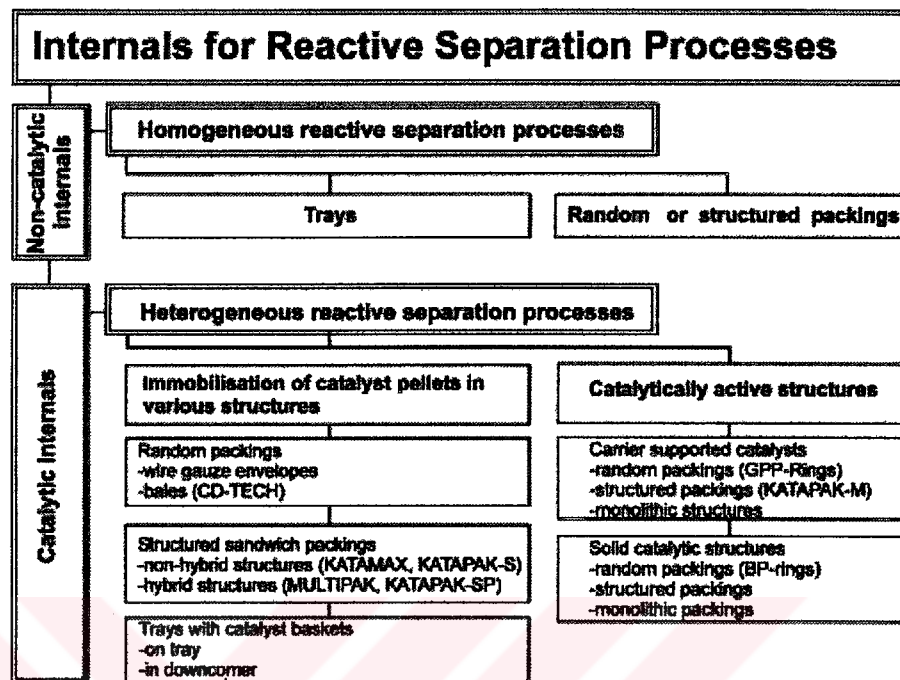 Internals for Reactive Separation Processes
Non-catalytic
internals
Homogeneous reactive separation processes
Trays
Random or structured packings
Catalytic internals
Heterogeneous reactive separation processes
Immobilisation of catalyst pellets in
various structures
Random packings
-wire gauze envelopes
-bales (CD-TECH)
Structured sandwich packings
-non-hybrid structures (KATAMAX, KATAPAK-S)
-hybrid structures (MULTIPAK, KATAPAK-SP)
Trays with catalyst baskets
-on tray
-in downcomer
Catalytically active structures
Carrier supported catalysts
-random packings (GPP-Rings)
-structured packings (KATAPAK-M)
-monolithic structures
Solid catalytic structures
-random packings (BP-rings)
-structured packings
-monolithic packings